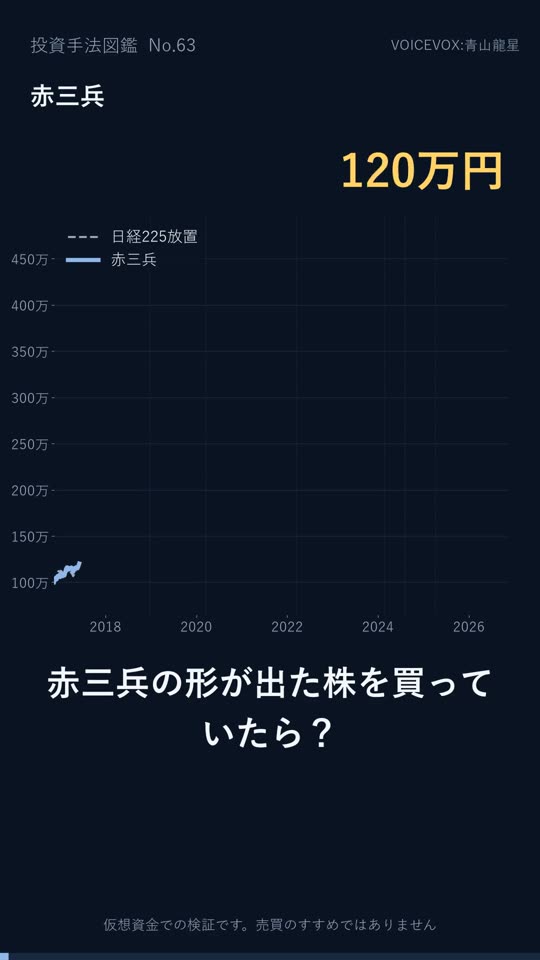 投資手法図鑑 No.63
VOICEVOX:青山龍星
赤三兵
120万円
日経225放置
赤三兵
450万
400万
350万
300万
250万
200万
150万
100万
2018
2020
2022
2024
2026
赤三兵の形が出た株を買って
いたら？
仮想資金での検証です。売買のすすめではありません